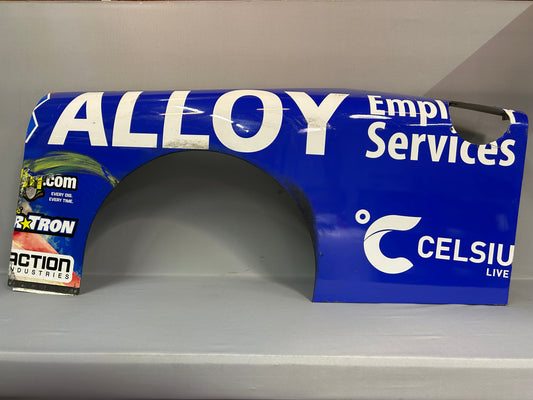 ALLOY
Services
CELSIU
LIVE
.com
EVERY DIG.
EVERY TIME.
R★TRON
ACTION
INDUSTRIES